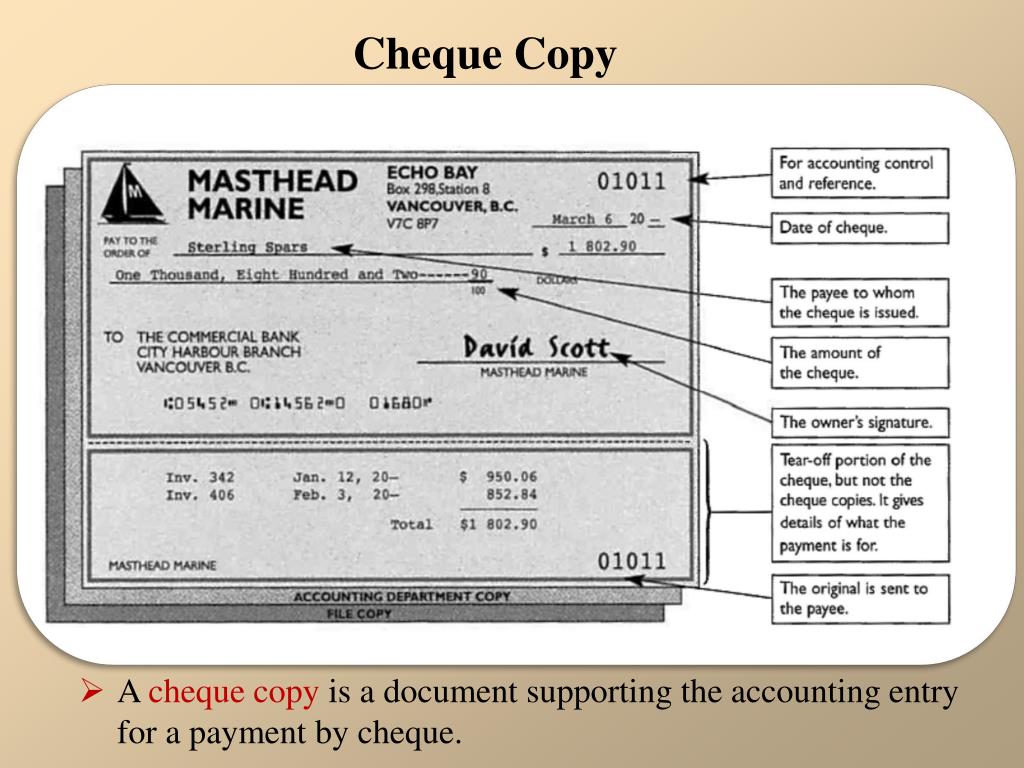 Cheque Copy
M
MASTHEAD
MARINE
ECHO BAY
Box 298,Station 8
VANCOUVER, B.C.
V7C 8P7
01011
March 6 20 —
PAY TO THE
ORDER OF
Sterling Spars
$ 1 802.90
One Thousand, Eight Hundred and Two------90
100
DOLLARS
TO THE COMMERCIAL BANK
CITY HARBOUR BRANCH
VANCOUVER B.C.
David Scott
MASTHEAD MARINE
Inv. 342 Jan. 12, 20— $ 950.06
Inv. 406 Feb. 3, 20— 852.84
Total $1 802.90
MASTHEAD MARINE
01011
ACCOUNTING DEPARTMENT COPY
FILE COPY
For accounting control
and reference.
Date of cheque.
The payee to whom
the cheque is issued.
The amount of
the cheque.
The owner's signature.
Tear-off portion of the
cheque, but not the
cheque copies. It gives
details of what the
payment is for.
The original is sent to
the payee.
A cheque copy is a document supporting the accounting entry
for a payment by cheque.